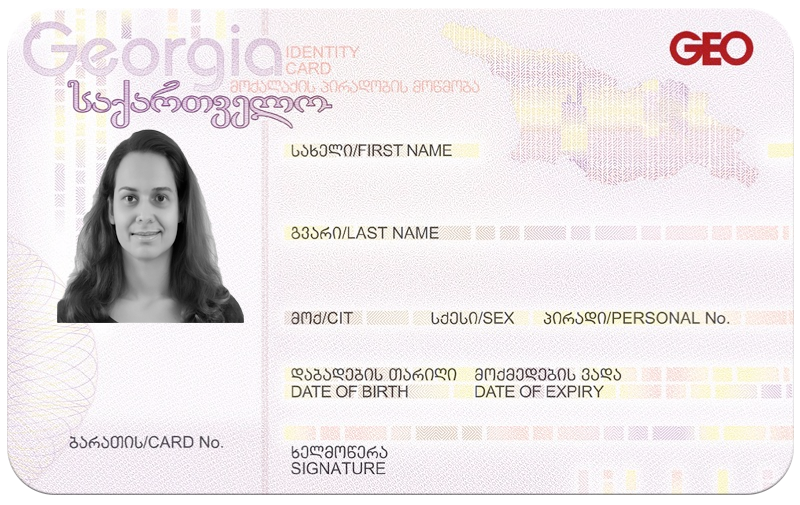 Georgia
IDENTITY
CARD
GEO
მოქალაქის პირადობის მოწმობა
საქართველო
სახელი/FIRST NAME
გვარი/LAST NAME
მოქ/CIT სქესი/SEX პირადი/PERSONAL No.
დაბადების თარიღი მოქმედების ვადა
DATE OF BIRTH DATE OF EXPIRY
ბარათის/CARD No.
ხელმოწერა
SIGNATURE